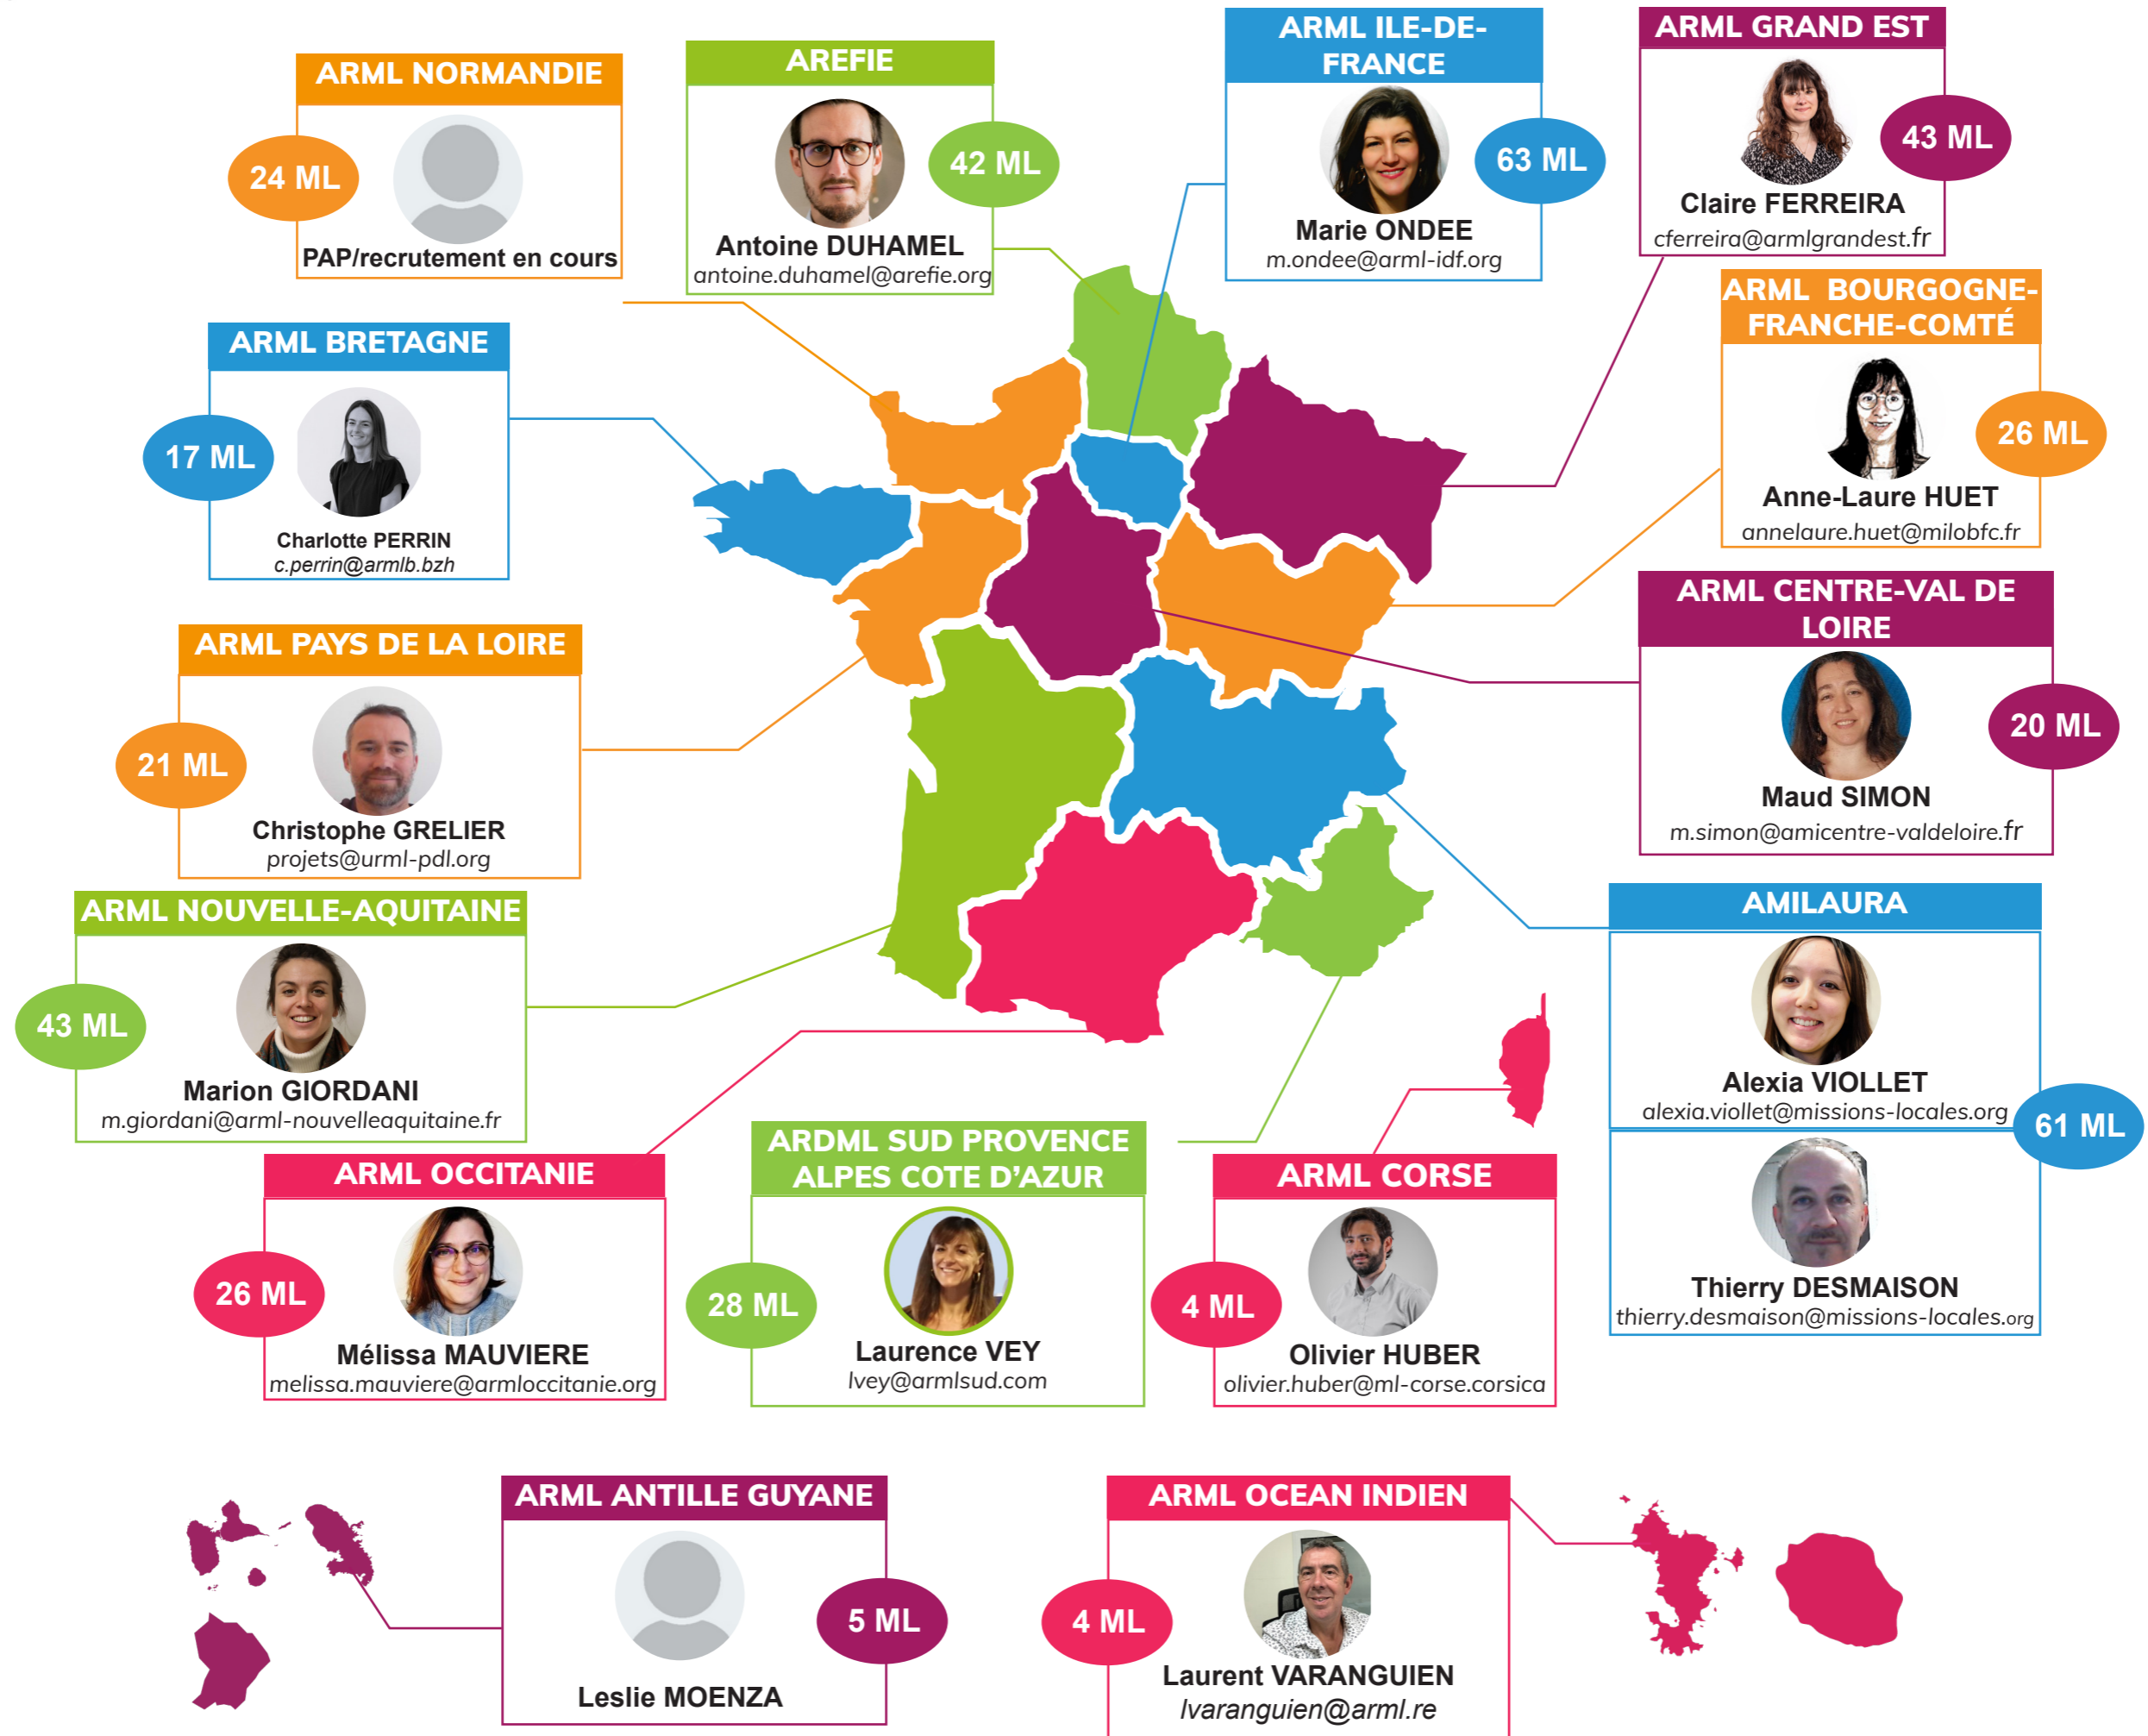 ARML NORMANDIE
24 ML
PAP/recrutement en cours
AREFIE
42 ML
Antoine DUHAMEL
antoine.duhamel@arefie.org
ARML ILE-DE-
FRANCE
63 ML
Marie ONDEE
m.ondee@arml-idf.org
ARML GRAND EST
43 ML
Claire FERREIRA
cferreira@armlgrandest.fr
ARML BRETAGNE
17 ML
Charlotte PERRIN
c.perrin@armlb.bzh
ARML BOURGOGNE-
FRANCHE-COMTÉ
26 ML
Anne-Laure HUET
annelaure.huet@milobfc.fr
ARML PAYS DE LA LOIRE
21 ML
Christophe GRELIER
projets@urml-pdl.org
ARML CENTRE-VAL DE
LOIRE
20 ML
Maud SIMON
m.simon@amicentre-valdeloire.fr
ARML NOUVELLE-AQUITAINE
43 ML
Marion GIORDANI
m.giordani@arml-nouvelleaquitaine.fr
AMILAURA
Alexia VIOLLET
alexia.viollet@missions-locales.org
61 ML
Thierry DESMAISON
thierry.desmaison@missions-locales.org
ARML OCCITANIE
26 ML
Mélissa MAUVIERE
melissa.mauviere@armloccitanie.org
ARDML SUD PROVENCE
ALPES COTE D'AZUR
28 ML
Laurence VEY
lvey@armlsud.com
ARML CORSE
4 ML
Olivier HUBER
olivier.huber@ml-corse.corsica
ARML ANTILLE GUYANE
5 ML
Leslie MOENZA
ARML OCEAN INDIEN
4 ML
Laurent VARANGUIEN
lvaranguien@arml.re